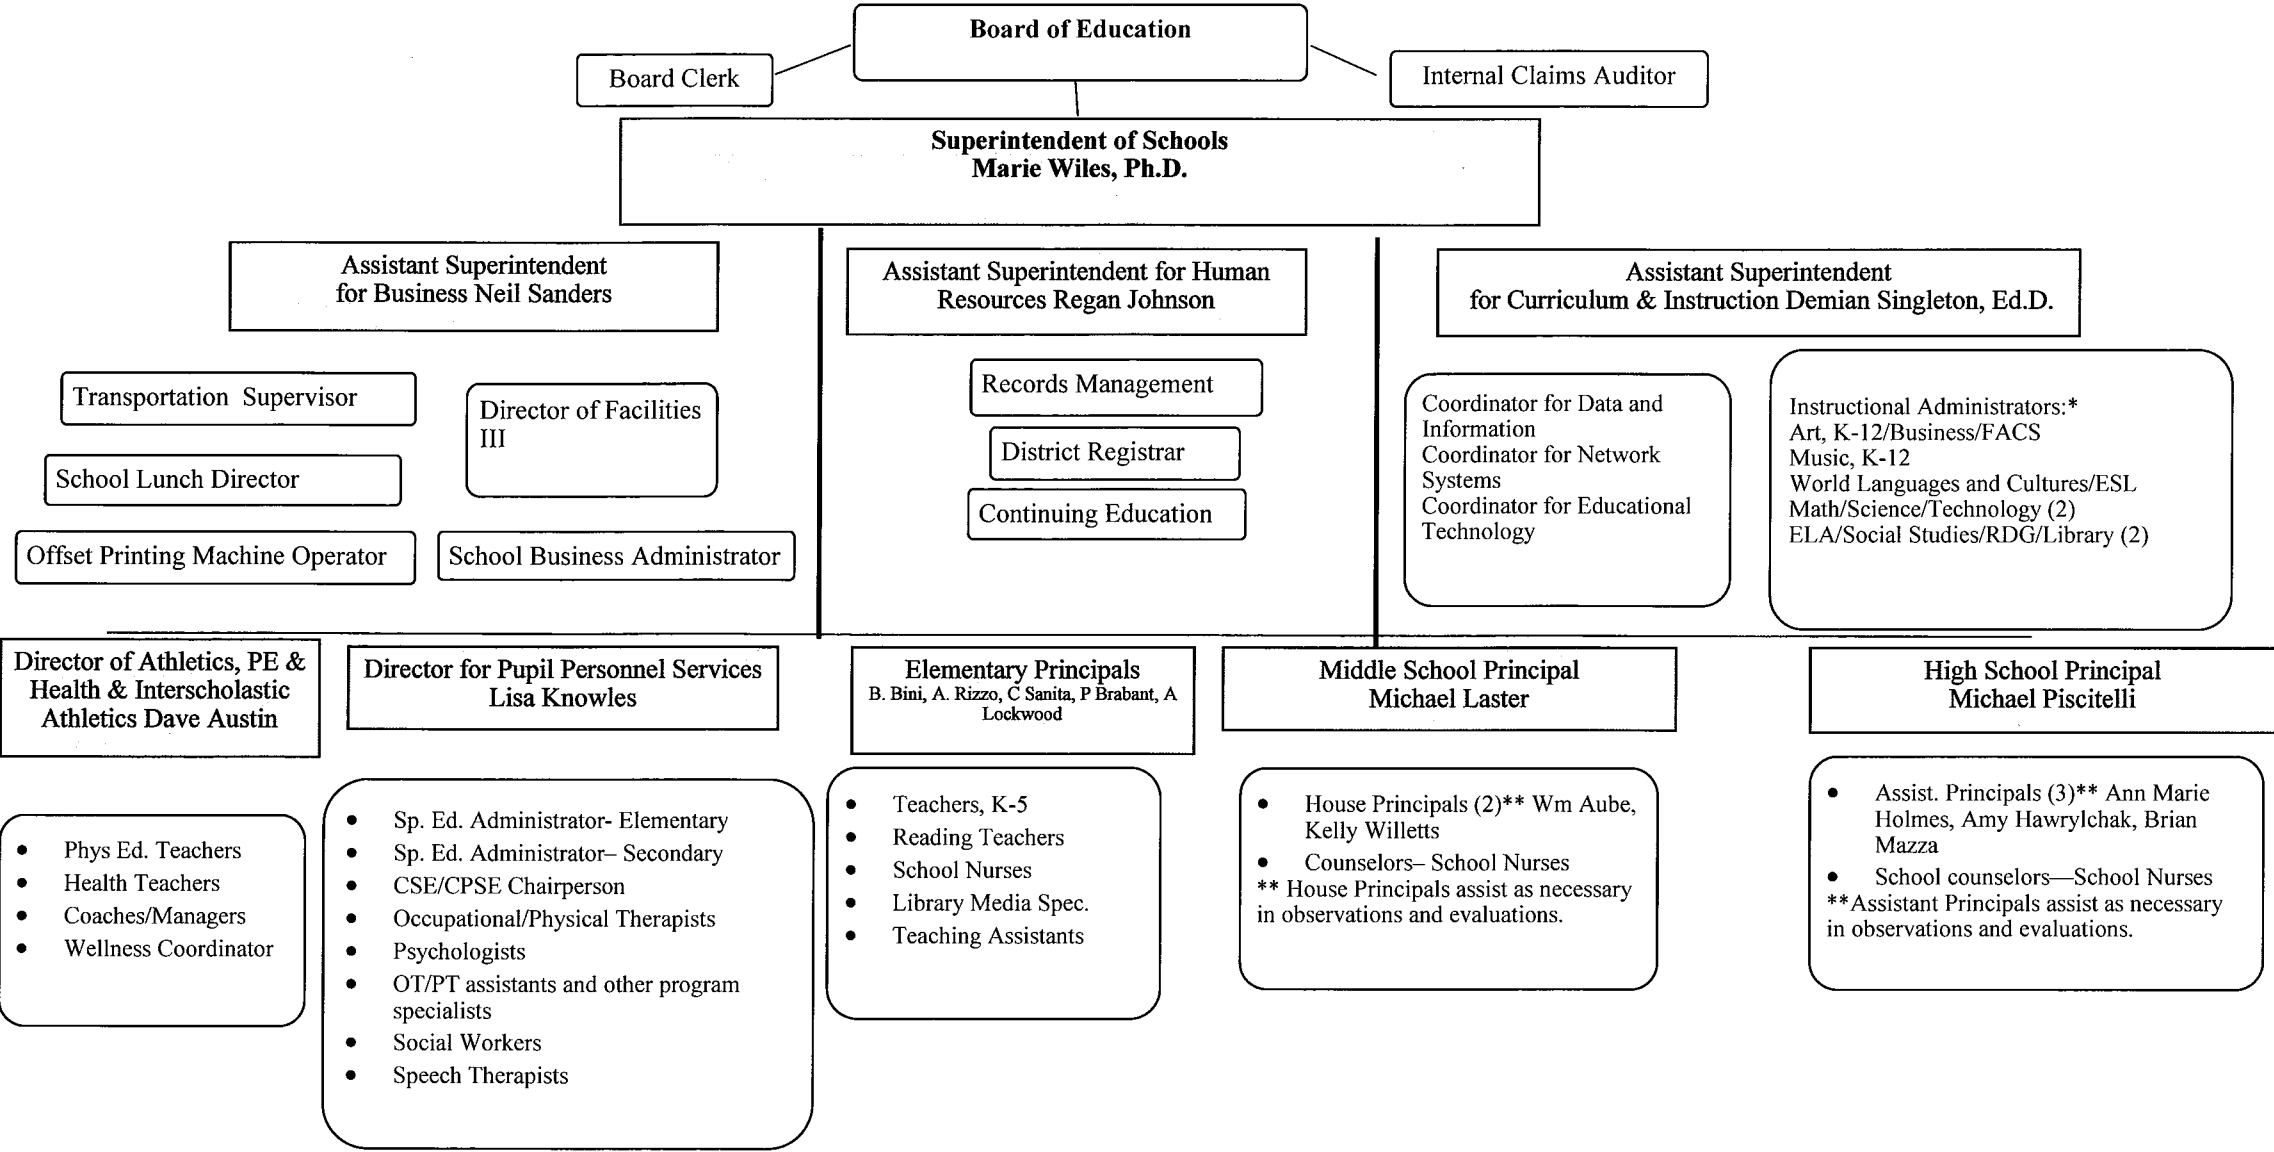 Board of Education
Board Clerk
Internal Claims Auditor
Superintendent of Schools
Marie Wiles, Ph.D.
Assistant Superintendent
for Business Neil Sanders
Assistant Superintendent for Human
Resources Regan Johnson
Assistant Superintendent
for Curriculum & Instruction Demian Singleton, Ed.D.
Transportation Supervisor
Director of Facilities
III
School Lunch Director
Offset Printing Machine Operator
School Business Administrator
Records Management
District Registrar
Continuing Education
Coordinator for Data and
Information
Coordinator for Network
Systems
Coordinator for Educational
Technology
Instructional Administrators:*
Art, K-12/Business/FACS
Music, K-12
World Languages and Cultures/ESL
Math/Science/Technology (2)
ELA/Social Studies/RDG/Library (2)
Director of Athletics, PE &
Health & Interscholastic
Athletics Dave Austin
Director for Pupil Personnel Services
Lisa Knowles
Elementary Principals
B. Bini, A. Rizzo, C Sanita, P Brabant, A
Lockwood
Middle School Principal
Michael Laster
High School Principal
Michael Piscitelli
• Phys Ed. Teachers
• Health Teachers
• Coaches/Managers
• Wellness Coordinator
• Sp. Ed. Administrator- Elementary
• Sp. Ed. Administrator– Secondary
• CSE/CPSE Chairperson
• Occupational/Physical Therapists
• Psychologists
• OT/PT assistants and other program
specialists
• Social Workers
• Speech Therapists
• Teachers, K-5
• Reading Teachers
• School Nurses
• Library Media Spec.
• Teaching Assistants
• House Principals (2)** Wm Aube,
Kelly Willetts
• Counselors– School Nurses
** House Principals assist as necessary
in observations and evaluations.
• Assist. Principals (3)** Ann Marie
Holmes, Amy Hawrylchak, Brian
Mazza
• School counselors—School Nurses
**Assistant Principals assist as necessary
in observations and evaluations.